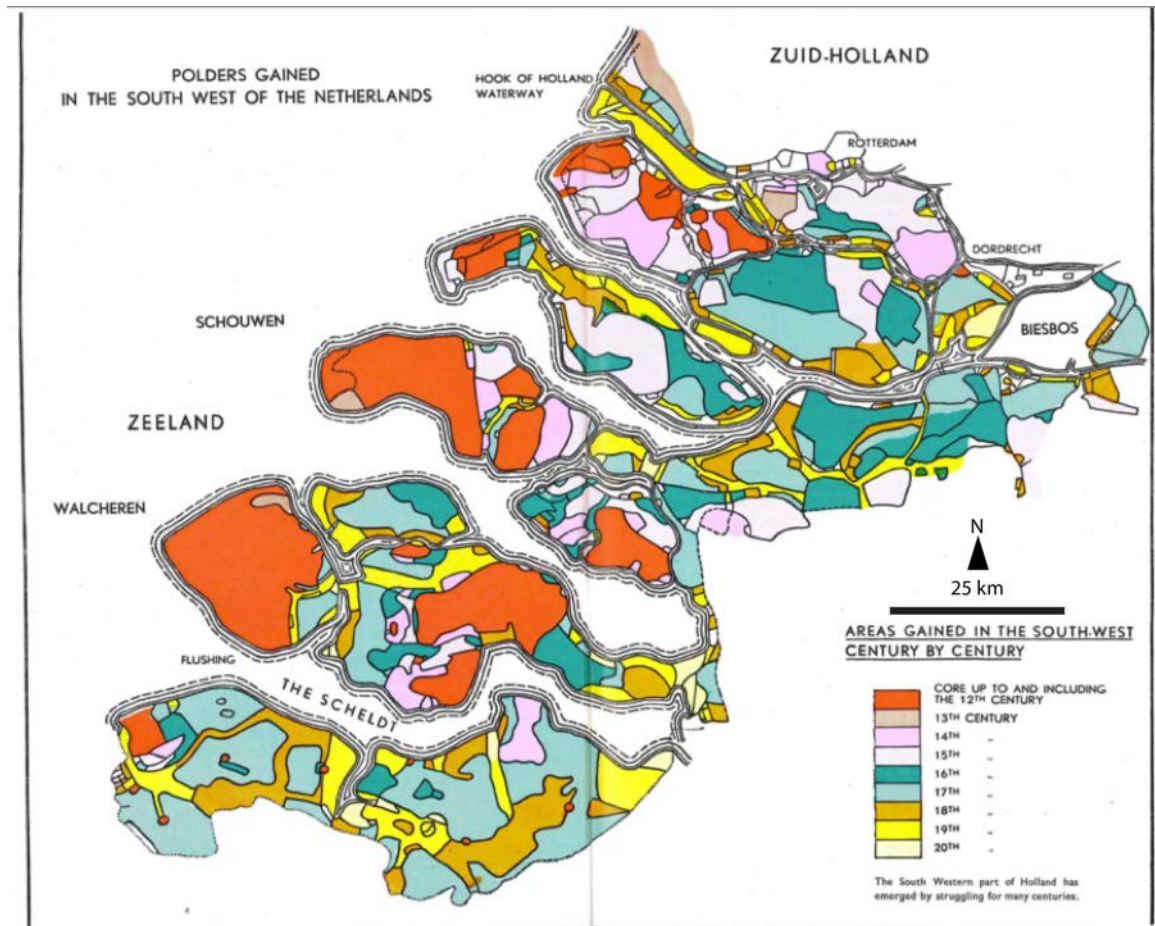 POLDERS GAINED
IN THE SOUTH WEST OF THE NETHERLANDS
HOOK OF HOLLAND
WATERWAY
ZUID-HOLLAND
ROTTERDAM
DORDRECHT
SCHOUWEN
BIESBOS
ZEELAND
WALCHEREN
N
25 km
FLUSHING
THE SCHELDT
AREAS GAINED IN THE SOUTH-WEST
CENTURY BY CENTURY
CORE UP TO AND INCLUDING
THE 12TH CENTURY
13TH CENTURY
14TH „
15TH „
16TH „
17TH „
18TH „
19TH „
20TH „
The South Western part of Holland has
emerged by struggling for many centuries.